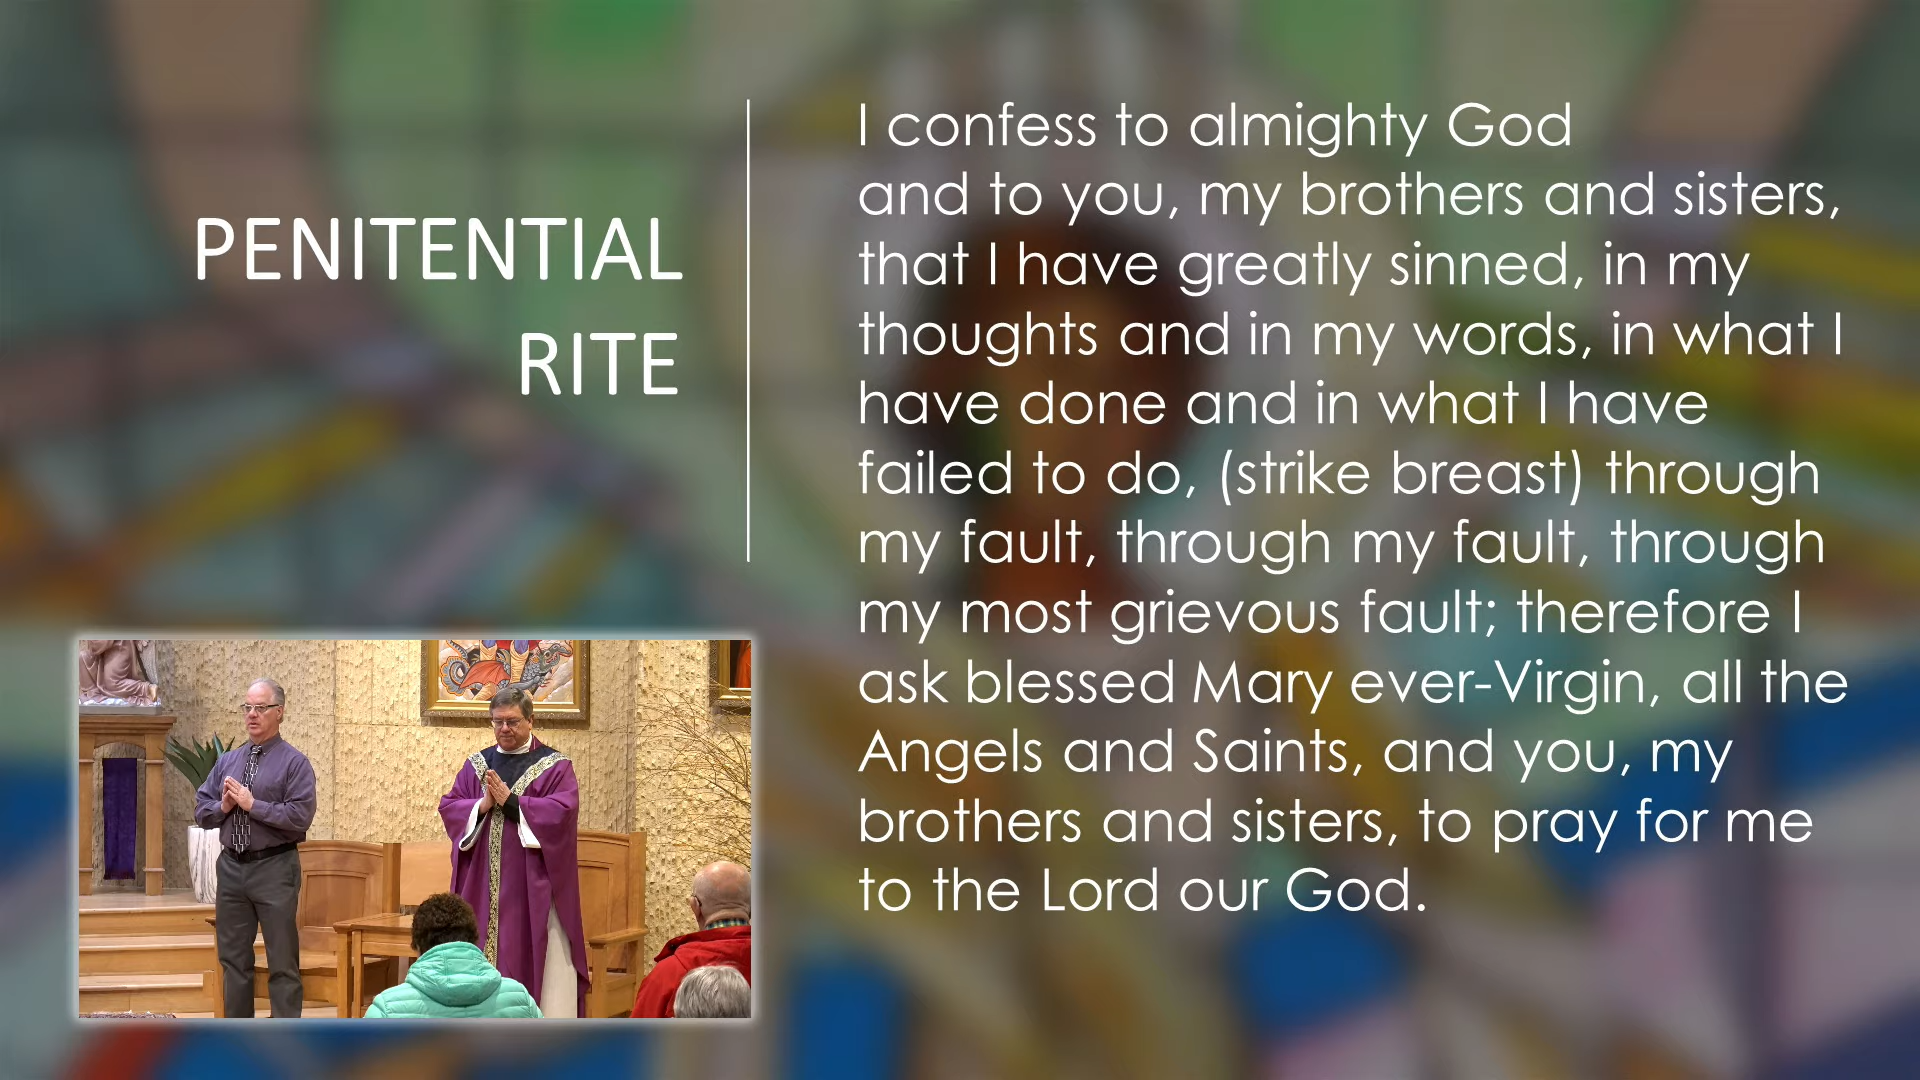 PENITENTIAL
RITE
I confess to almighty God
and to you, my brothers and sisters,
that I have greatly sinned, in my
thoughts and in my words, in what I
have done and in what I have
failed to do, (strike breast) through
my fault, through my fault, through
my most grievous fault; therefore I
ask blessed Mary ever-Virgin, all the
Angels and Saints, and you, my
brothers and sisters, to pray for me
to the Lord our God.